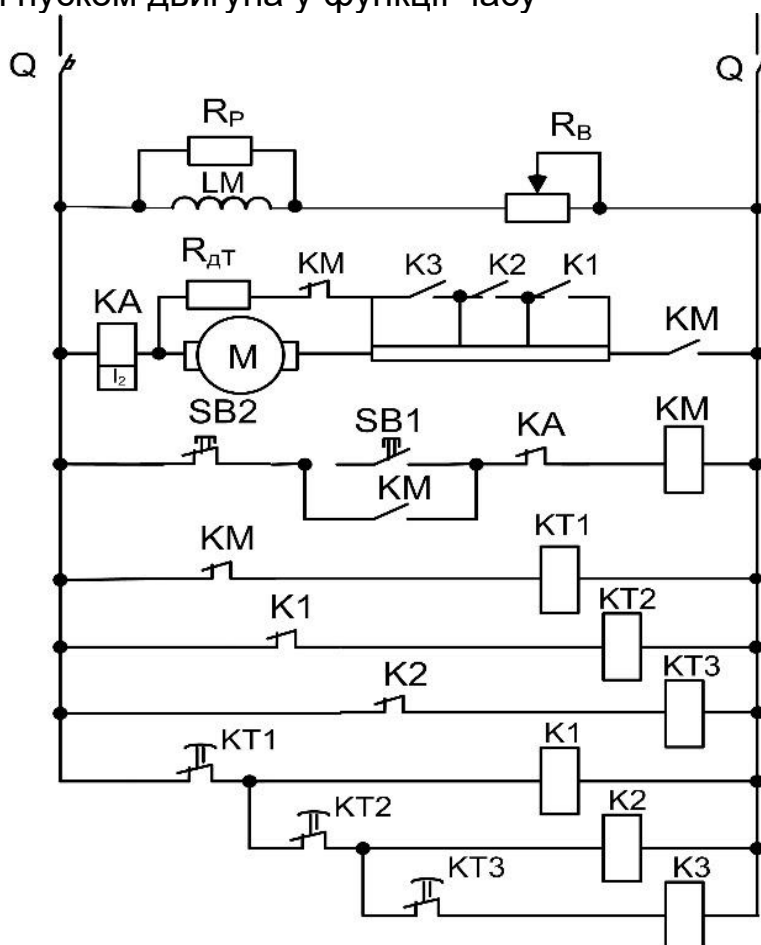 пуском двигуна у функції часу
Q Q
R_P R_B
LM
R_дт KM K3 K2 K1
KA KM
I_2 M
SB2 SB1 KA KM
KM
KM KT1
K1 KT2
K2 KT3
KT1 K1
KT2 K2
KT3 K3